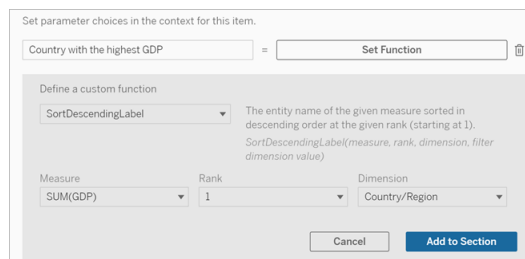 Set parameter choices in the context for this item.
Country with the highest GDP = Set Function
Define a custom function
SortDescendingLabel
The entity name of the given measure sorted in
descending order at the given rank (starting at 1).
SortDescendingLabel(measure, rank, dimension, filter
dimension value)
Measure Rank Dimension
SUM(GDP) 1 Country/Region
Cancel Add to Section